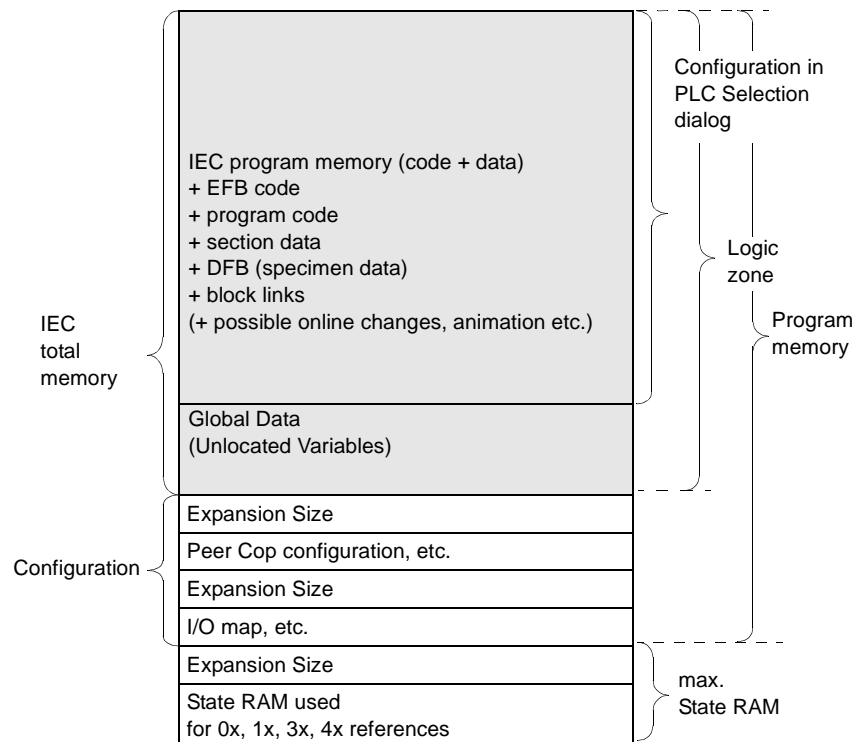 Configuration in
PLC Selection
dialog
IEC program memory (code + data)
+ EFB code
+ program code
+ section data
+ DFB (specimen data)
+ block links
(+ possible online changes, animation etc.)
Logic
zone
IEC
total
memory
Program
memory
Global Data
(Unlocated Variables)
Expansion Size
Peer Cop configuration, etc.
Configuration
Expansion Size
I/O map, etc.
Expansion Size
max.
State RAM
State RAM used
for 0x, 1x, 3x, 4x references